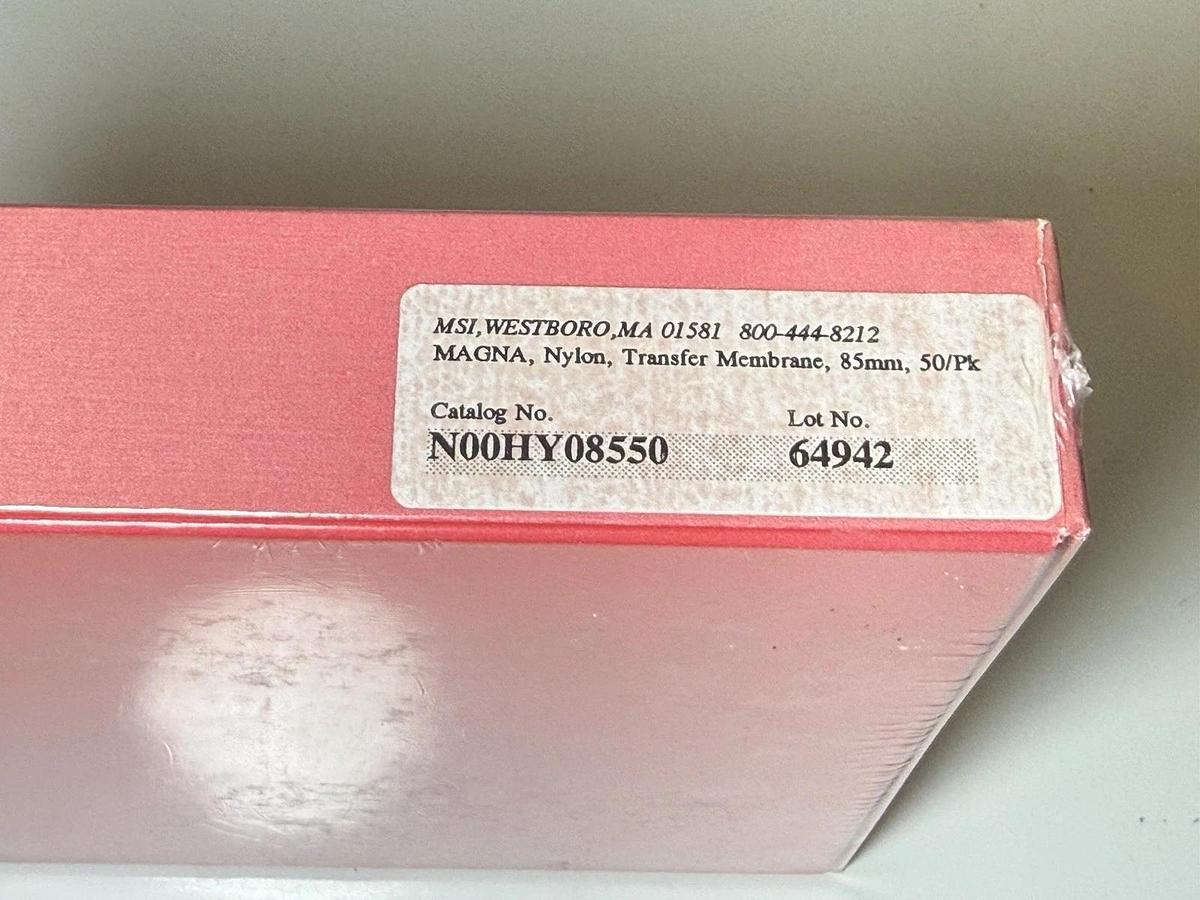 MSI,WESTBORO,MA 01581 800-444-8212
MAGNA, Nylon, Transfer Membrane, 85mm, 50/Pk
Catalog No. Lot No.
N00HY08550 64942